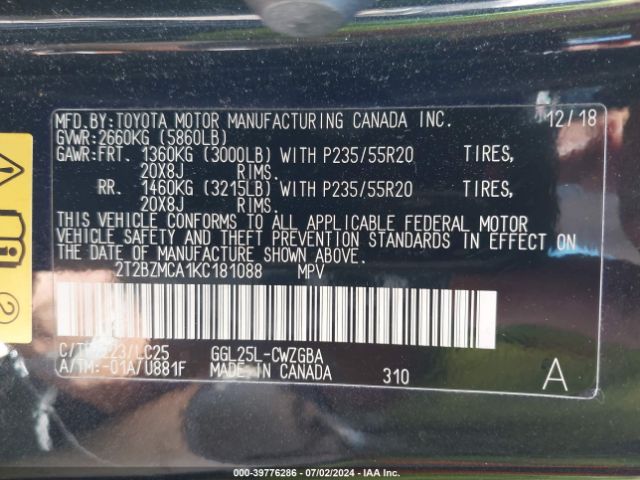 MFD.BY:TOYOTA MOTOR MANUFACTURING CANADA INC. 12/18
GVWR:2660KG (5860LB)
GAWR:FRT. 1360KG (3000LB) WITH P235/55R20 TIRES,
20X8J RIMS.
RR. 1460KG (3215LB) WITH P235/55R20 TIRES,
20X8J RIMS.
THIS VEHICLE CONFORMS TO ALL APPLICABLE FEDERAL MOTOR
VEHICLE SAFETY AND THEFT PREVENTION STANDARDS IN EFFECT ON
THE DATE OF MANUFACTURE SHOWN ABOVE.
2T2BZMCA1KC181088 MPV
223/LC25 GGL25L-CWZGBA
A/TM:-01A/U881F MADE IN CANADA 310 A
2
000-39776286 - 07/02/2024 - IAA Inc.